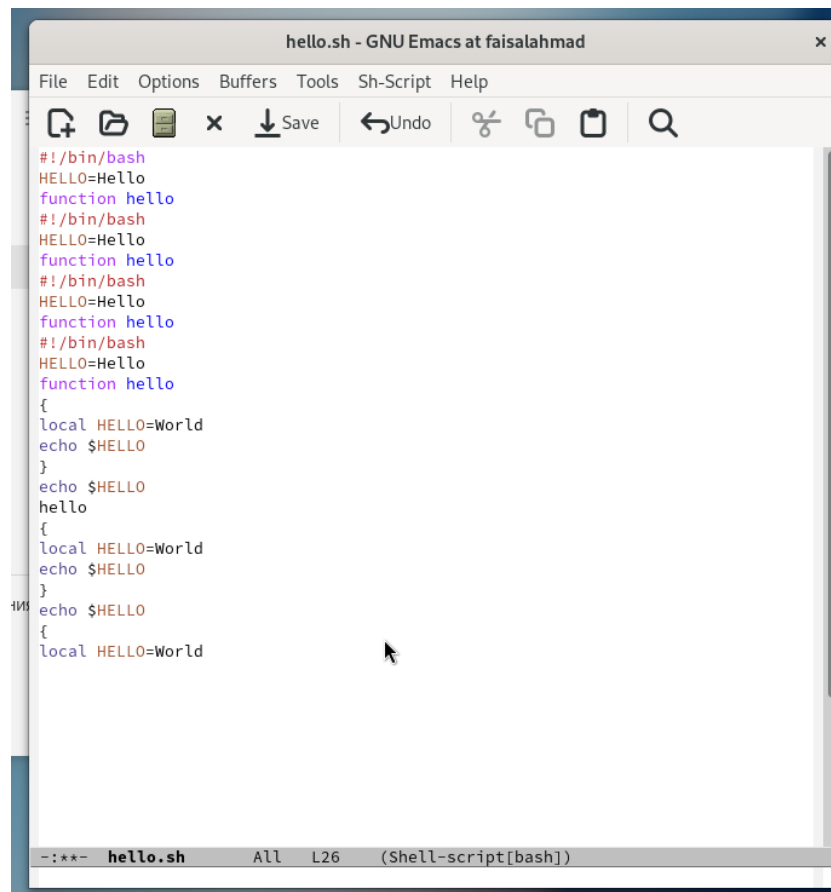 hello.sh - GNU Emacs at faisalahmad
File Edit Options Buffers Tools Sh-Script Help
Save Undo
#!/bin/bash
HELLO=Hello
function hello
#!/bin/bash
HELLO=Hello
function hello
#!/bin/bash
HELLO=Hello
function hello
#!/bin/bash
HELLO=Hello
function hello
{
local HELLO=World
echo $HELLO
}
echo $HELLO
hello
{
local HELLO=World
echo $HELLO
}
echo $HELLO
{
local HELLO=World
-:**- hello.sh All L26 (Shell-script[bash])